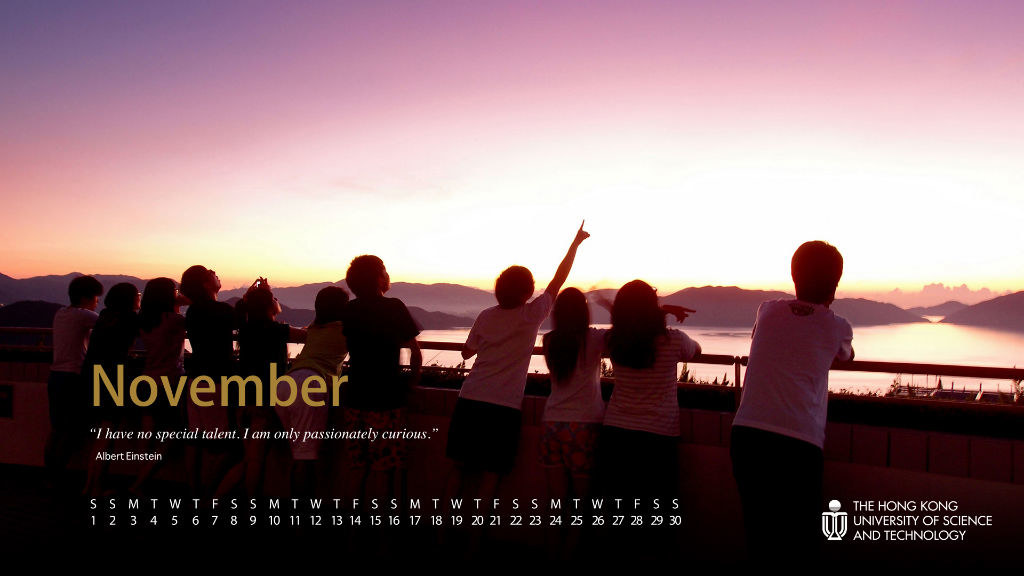 November
“I have no special talent. I am only passionately curious.”
Albert Einstein
S S M T W T F S S M T W T F S S M T W T F S S M T W T F S S
1 2 3 4 5 6 7 8 9 10 11 12 13 14 15 16 17 18 19 20 21 22 23 24 25 26 27 28 29 30
THE HONG KONG
UNIVERSITY OF SCIENCE
AND TECHNOLOGY